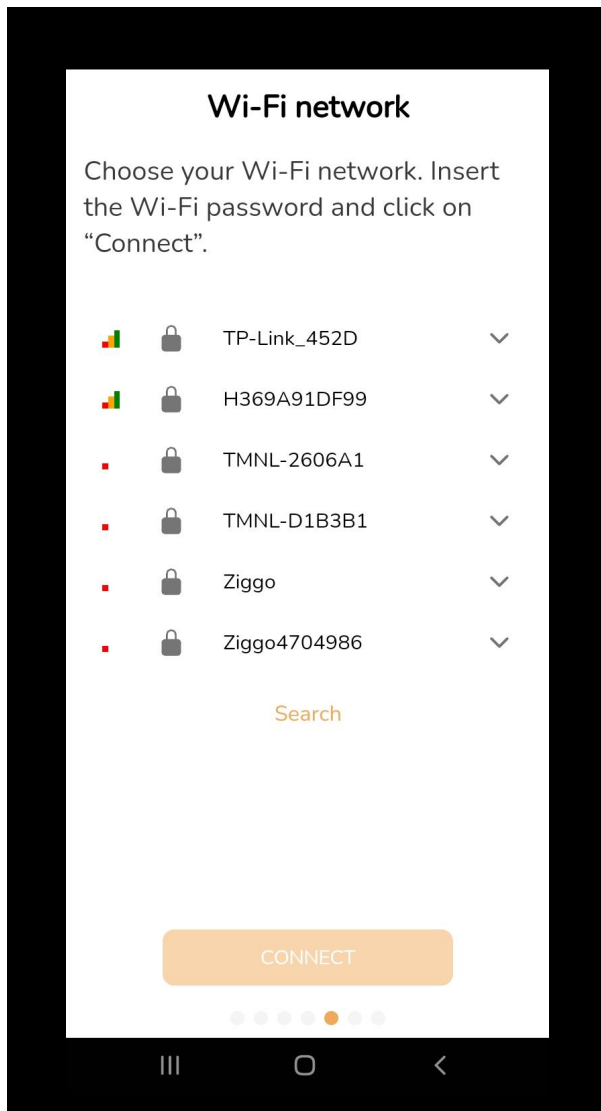 Wi-Fi network
Choose your Wi-Fi network. Insert
the Wi-Fi password and click on
“Connect”.
TP-Link_452D
H369A91DF99
TMNL-2606A1
TMNL-D1B3B1
Ziggo
Ziggo4704986
Search
CONNECT